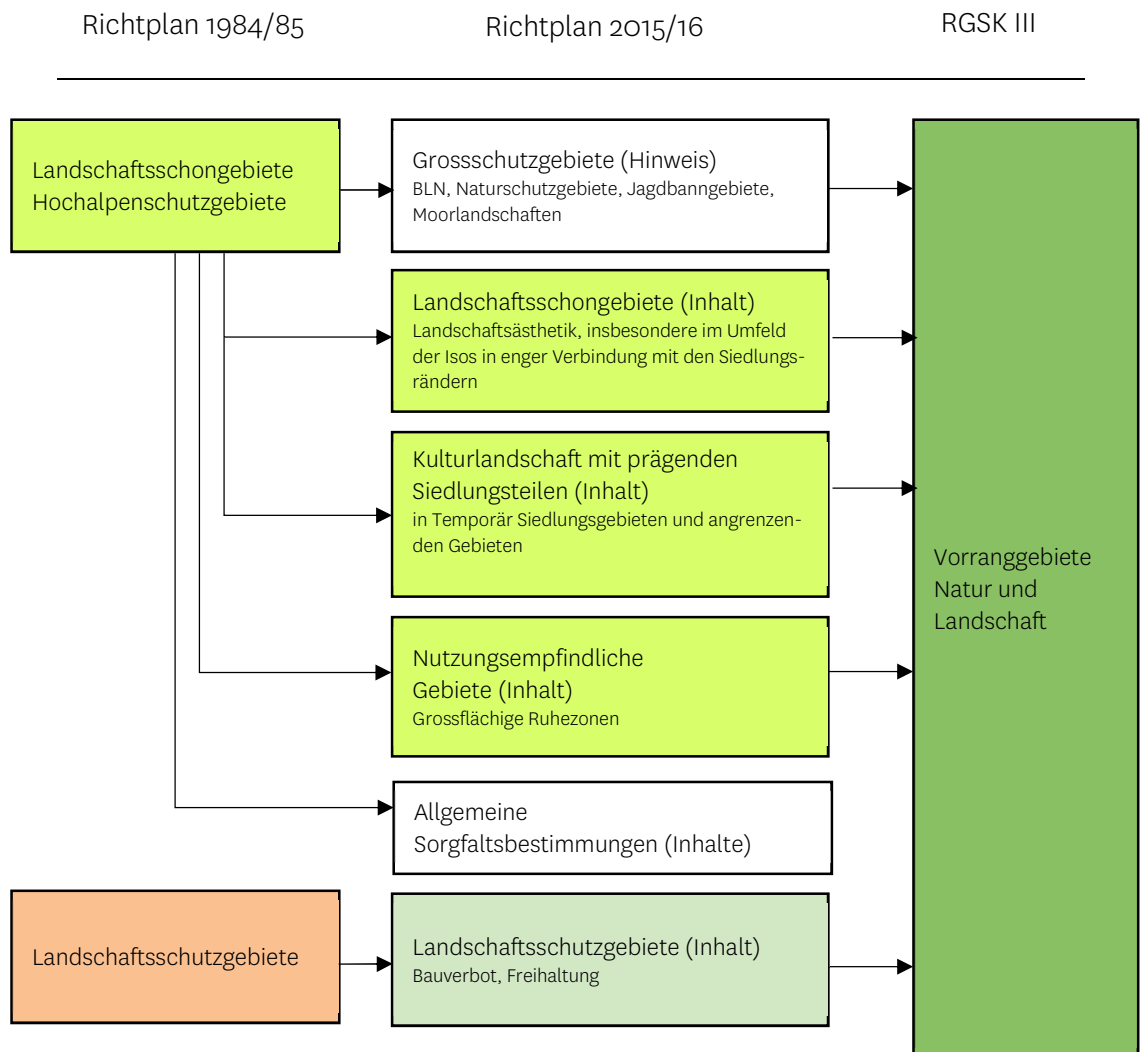 Richtplan 1984/85
Richtplan 2015/16
RGSK III
Landschaftsschongebiete
Hochalpenschutzgebiete
Grossschutzgebiete (Hinweis)
BLN, Naturschutzgebiete, Jagdbanngebiete,
Moorlandschaften
Landschaftsschongebiete (Inhalt)
Landschaftsästhetik, insbesondere im Umfeld
der Isos in enger Verbindung mit den Siedlungs-
rändern
Kulturlandschaft mit prägenden
Siedlungsteilen (Inhalt)
in Temporär Siedlungsgebieten und angrenzen-
den Gebieten
Nutzungsempfindliche
Gebiete (Inhalt)
Grossflächige Ruhezonen
Allgemeine
Sorgfaltsbestimmungen (Inhalte)
Landschaftsschutzgebiete
Landschaftsschutzgebiete (Inhalt)
Bauverbot, Freihaltung
Vorranggebiete
Natur und
Landschaft